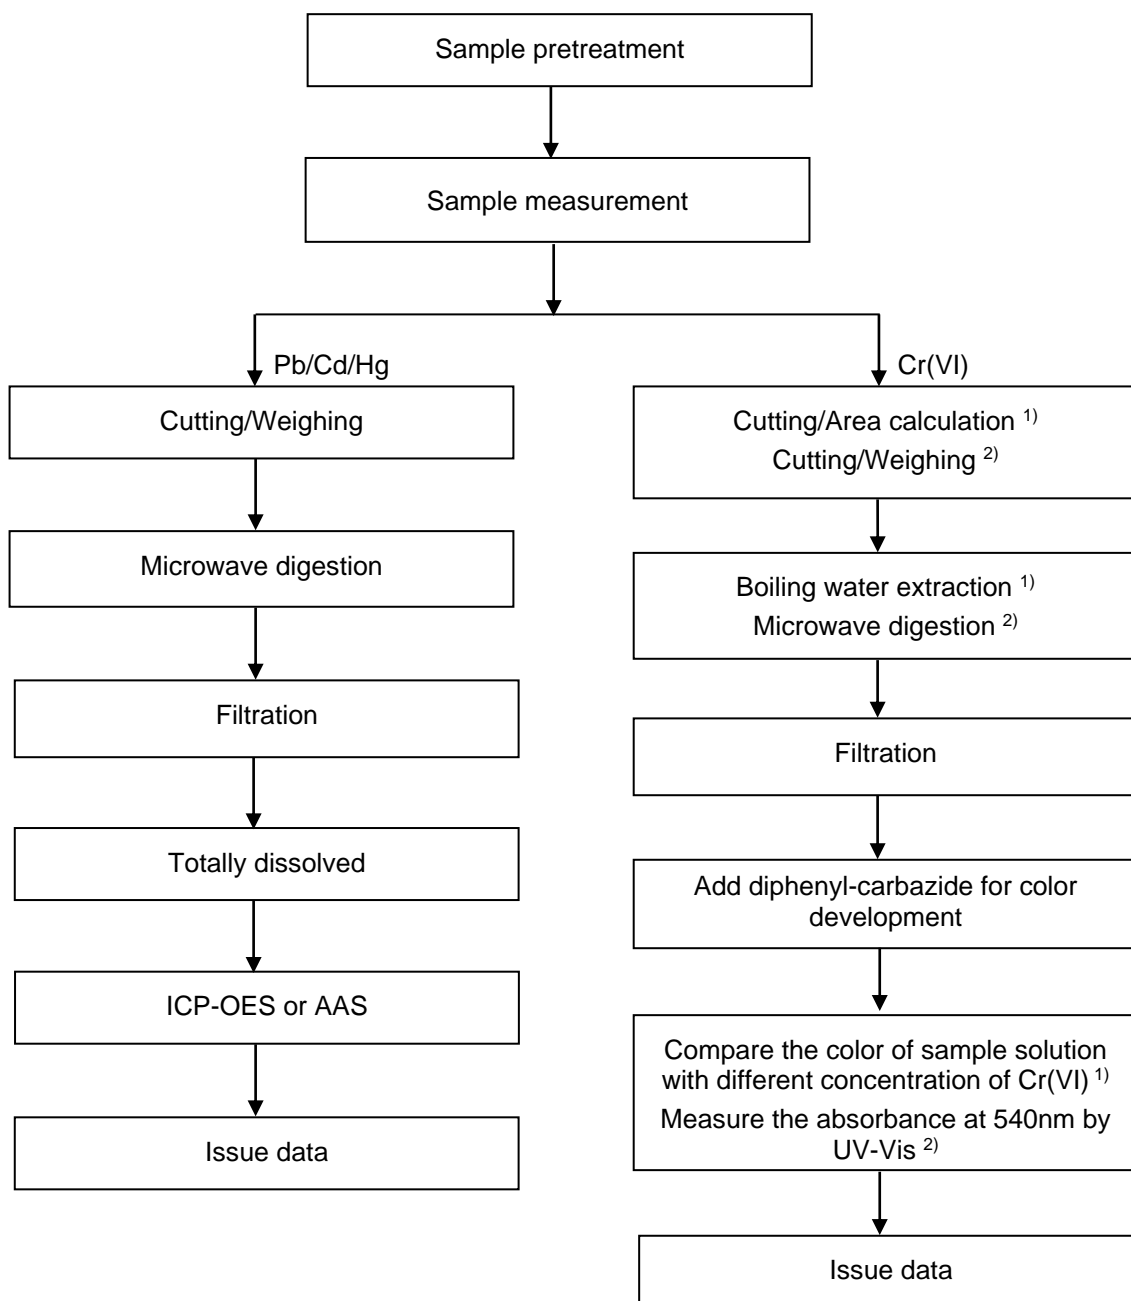 Sample pretreatment
Sample measurement
Pb/Cd/Hg
Cutting/Weighing
Microwave digestion
Filtration
Totally dissolved
ICP-OES or AAS
Issue data
Cr(VI)
Cutting/Area calculation 1)
Cutting/Weighing 2)
Boiling water extraction 1)
Microwave digestion 2)
Filtration
Add diphenyl-carbazide for color
development
Compare the color of sample solution
with different concentration of Cr(VI) 1)
Measure the absorbance at 540nm by
UV-Vis 2)
Issue data